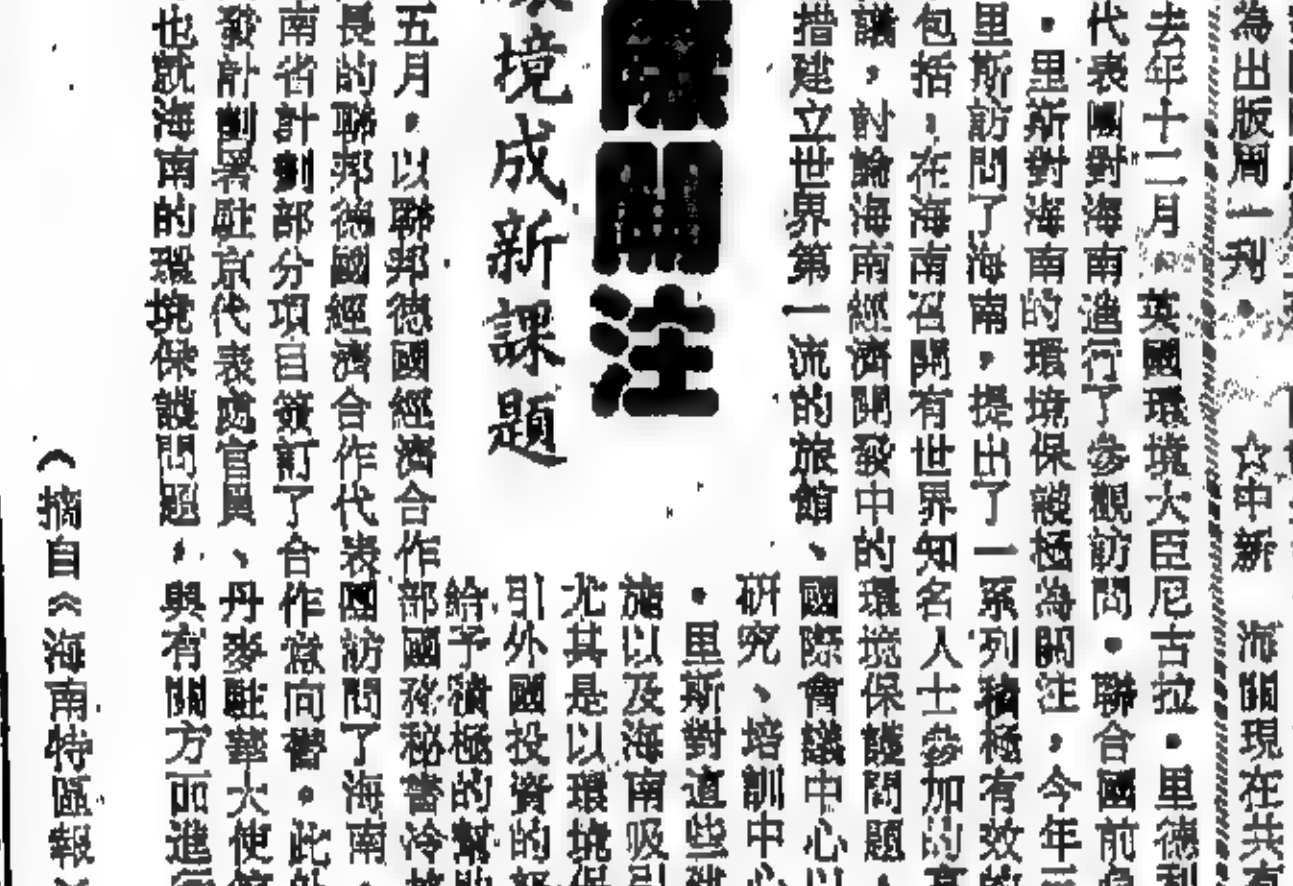 為出版周一刊。 ☆中新 海關現在共有
去年十二月，英國環境大臣尼古拉·里德利
代表團對海南進行了參觀訪問。聯合國前
·里斯對海南的環境保護極為關注，今年
里斯訪問了海南，提出了一系列積極有效的
包括：在海南召開有世界知名人士參加的
議，討論海南經濟開發中的環境保護問題，
措建立世界第一流的旅館、國際會議中心以
研究、培訓中心
·里斯對這些
施以及海南吸引
尤其是以環境保
引外國投資的
給予積極的幫助
際關注
境成新課題
五月，以聯邦德國經濟合作部國務秘書冷
長的聯邦德國經濟合作代表團訪問了海南，
南省計劃部分項目簽訂了合作意向書。此外
發計劃署駐京代表處官員、丹麥駐華大使館
也就海南的環境保護問題，與有關方面進行
（摘自《海南特區報